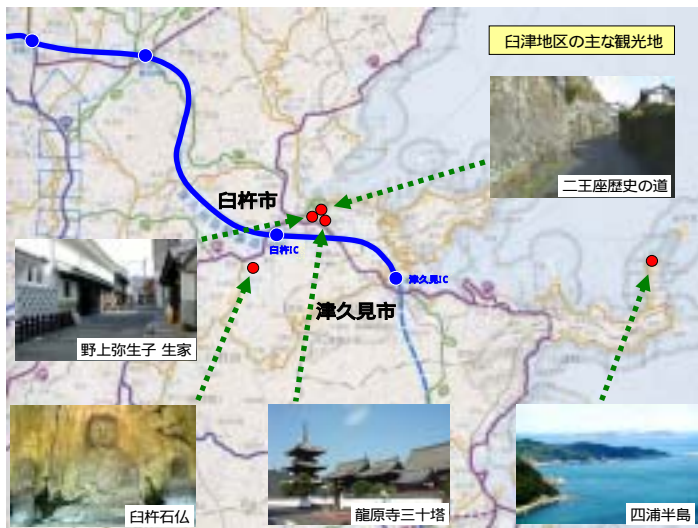 臼津地区の主な観光地
二王座歴史の道
臼杵市
臼杵IC
津久見IC
津久見市
野上弥生子 生家
臼杵石仏
龍原寺三十塔
四浦半島